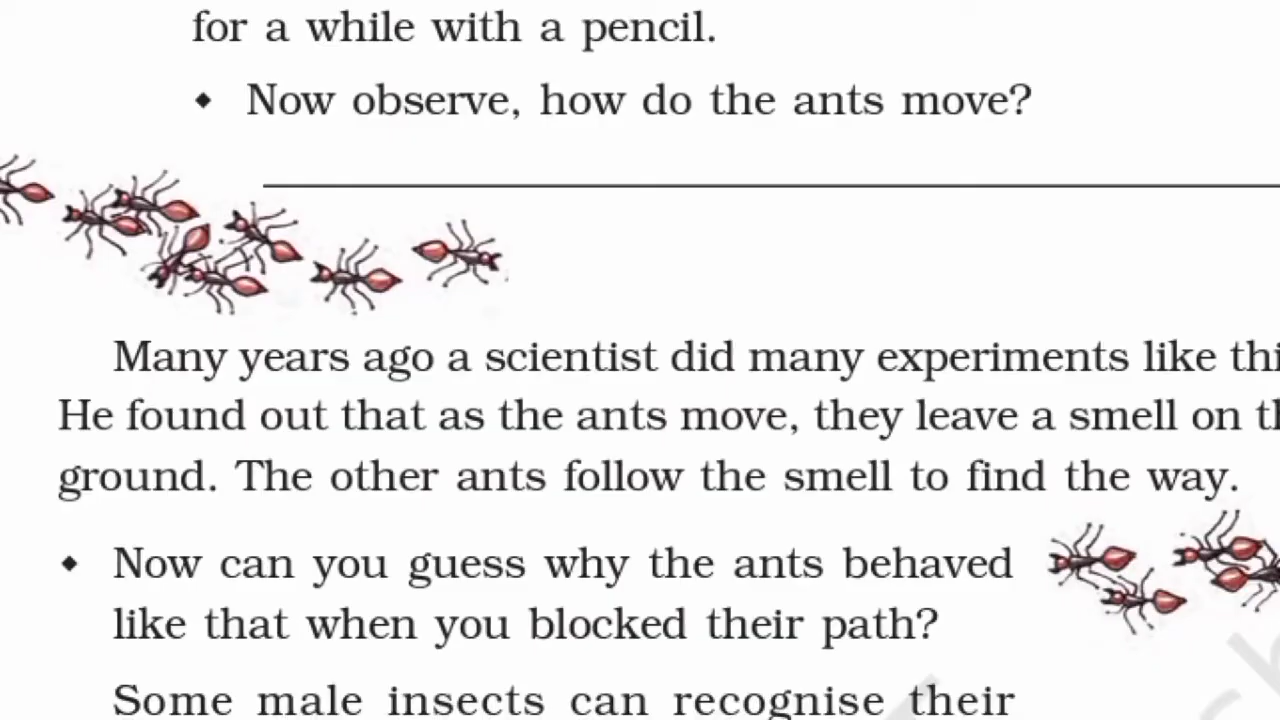 for a while with a pencil.
◆ Now observe, how do the ants move?
Many years ago a scientist did many experiments like
He found out that as the ants move, they leave a smell on
ground. The other ants follow the smell to find the way.
◆ Now can you guess why the ants behaved
like that when you blocked their path?
Some male insects can recognise their